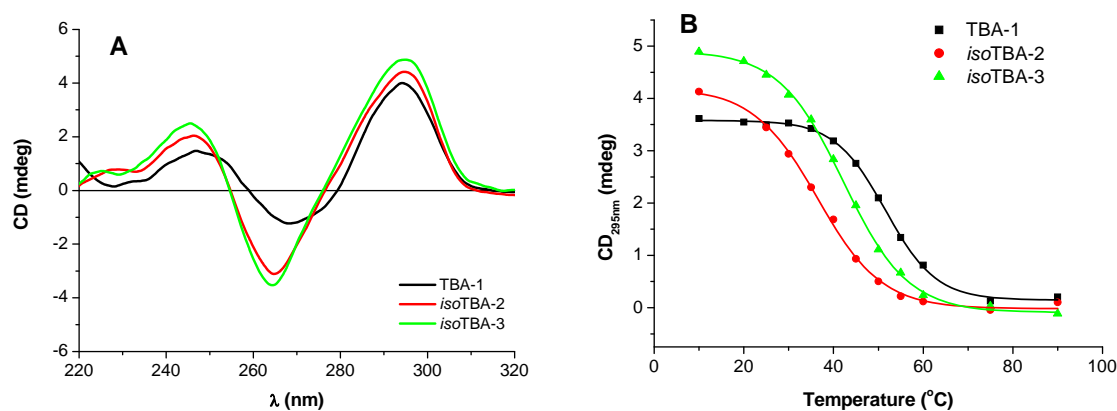 A
CD (mdeg)
6
4
2
0
-2
-4
-6
TBA-1
isoTBA-2
isoTBA-3
220 240 260 280 300 320
λ (nm)
B
TBA-1
isoTBA-2
isoTBA-3
CD295nm (mdeg)
5
4
3
2
1
0
0 20 40 60 80 100
Temperature (oC)